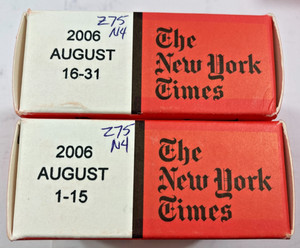 Z75
N4
2006
AUGUST
16-31
The
New York
Times
Z75
N4
2006
AUGUST
1-15
The
New York
Times